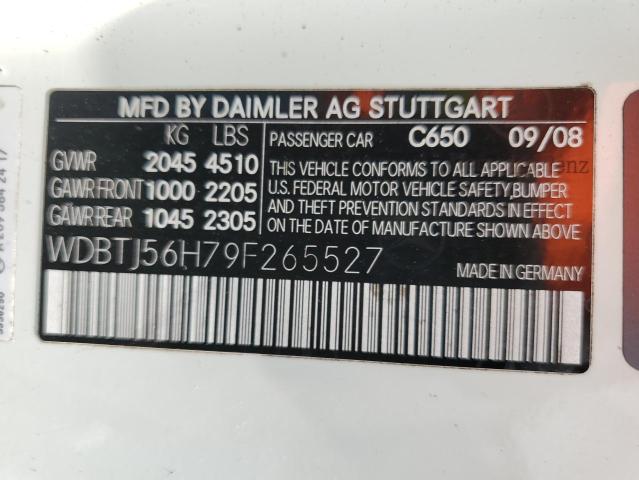 MFD BY DAIMLER AG STUTTGART
KG LBS PASSENGER CAR C650 09/08
GVWR 2045 4510
GAWR FRONT 1000 2205
GAWR REAR 1045 2305
THIS VEHICLE CONFORMS TO ALL APPLICABLE
U.S. FEDERAL MOTOR VEHICLE SAFETY, BUMPER
AND THEFT PREVENTION STANDARDS IN EFFECT
ON THE DATE OF MANUFACTURE SHOWN ABOVE
WDBTJ56H79F265527
MADE IN GERMANY